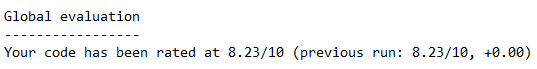 Global evaluation
-----------------
Your code has been rated at 8.23/10 (previous run: 8.23/10, +0.00)